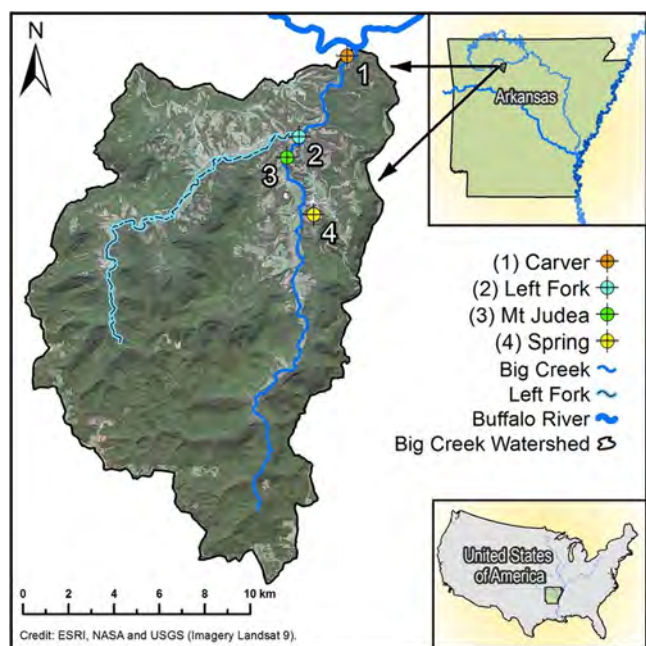 N
1
2
3
4
Arkansas
(1) Carver
(2) Left Fork
(3) Mt Judea
(4) Spring
Big Creek
Left Fork
Buffalo River
Big Creek Watershed
United States
of America
0 2 4 6 8 10 km
Credit: ESRI, NASA and USGS (Imagery Landsat 9).